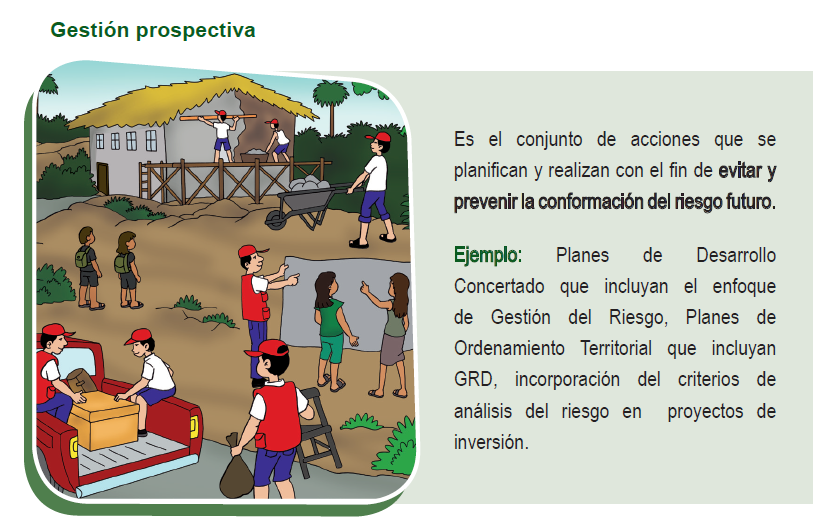 Gestión prospectiva
Es el conjunto de acciones que se
planifican y realizan con el fin de evitar y
prevenir la conformación del riesgo futuro.
Ejemplo: Planes de Desarrollo
Concertado que incluyan el enfoque
de Gestión del Riesgo, Planes de
Ordenamiento Territorial que incluyan
GRD, incorporación del criterios de
análisis del riesgo en proyectos de
inversión.